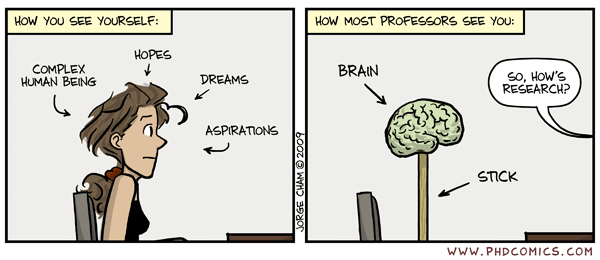 HOW YOU SEE YOURSELF:
COMPLEX
HUMAN BEING
HOPES
DREAMS
ASPIRATIONS
JORGE CHAM © 2009
HOW MOST PROFESSORS SEE YOU:
BRAIN
SO, HOW'S
RESEARCH?
STICK
WWW.PHDCOMICS.COM